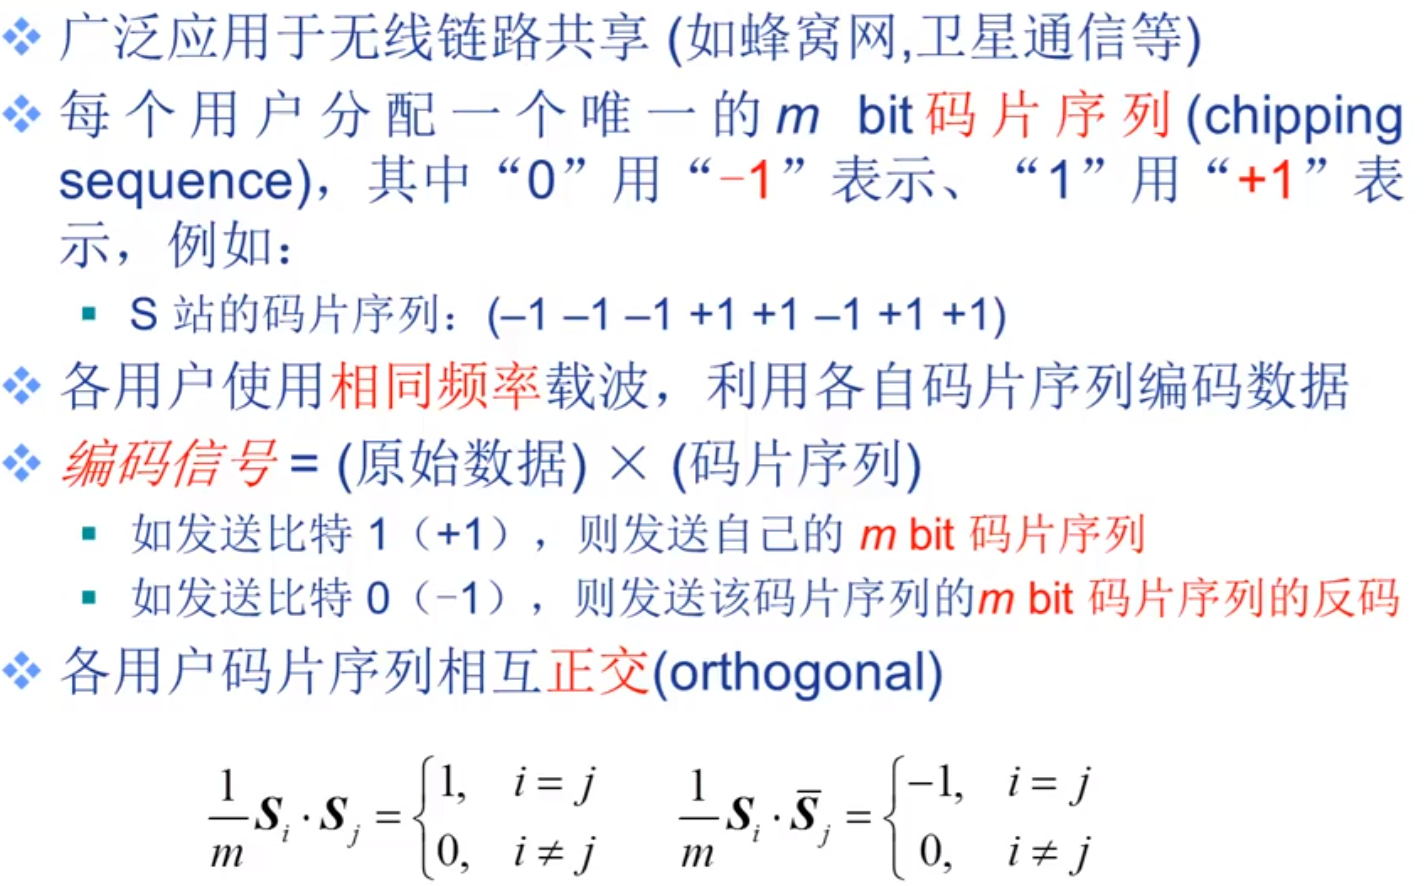 ❖ 广泛应用于无线链路共享 (如蜂窝网,卫星通信等)
❖ 每个用户分配一个唯一的m bit码片序列(chipping
sequence)，其中“0”用“-1”表示、“1”用“+1”表
示，例如：
▪ S 站的码片序列：(–1 –1 –1 +1 +1 –1 +1 +1)
❖ 各用户使用相同频率载波，利用各自码片序列编码数据
❖ 编码信号= (原始数据) × (码片序列)
▪ 如发送比特 1（+1），则发送自己的 m bit 码片序列
▪ 如发送比特 0（-1），则发送该码片序列的m bit 码片序列的反码
❖ 各用户码片序列相互正交(orthogonal)
$\frac{1}{m} S_i \cdot S_j = \begin{cases} 1, & i = j \\ 0, & i \neq j \end{cases}$ $\frac{1}{m} S_i \cdot \bar{S}_j = \begin{cases} -1, & i = j \\ 0, & i \neq j \end{cases}$